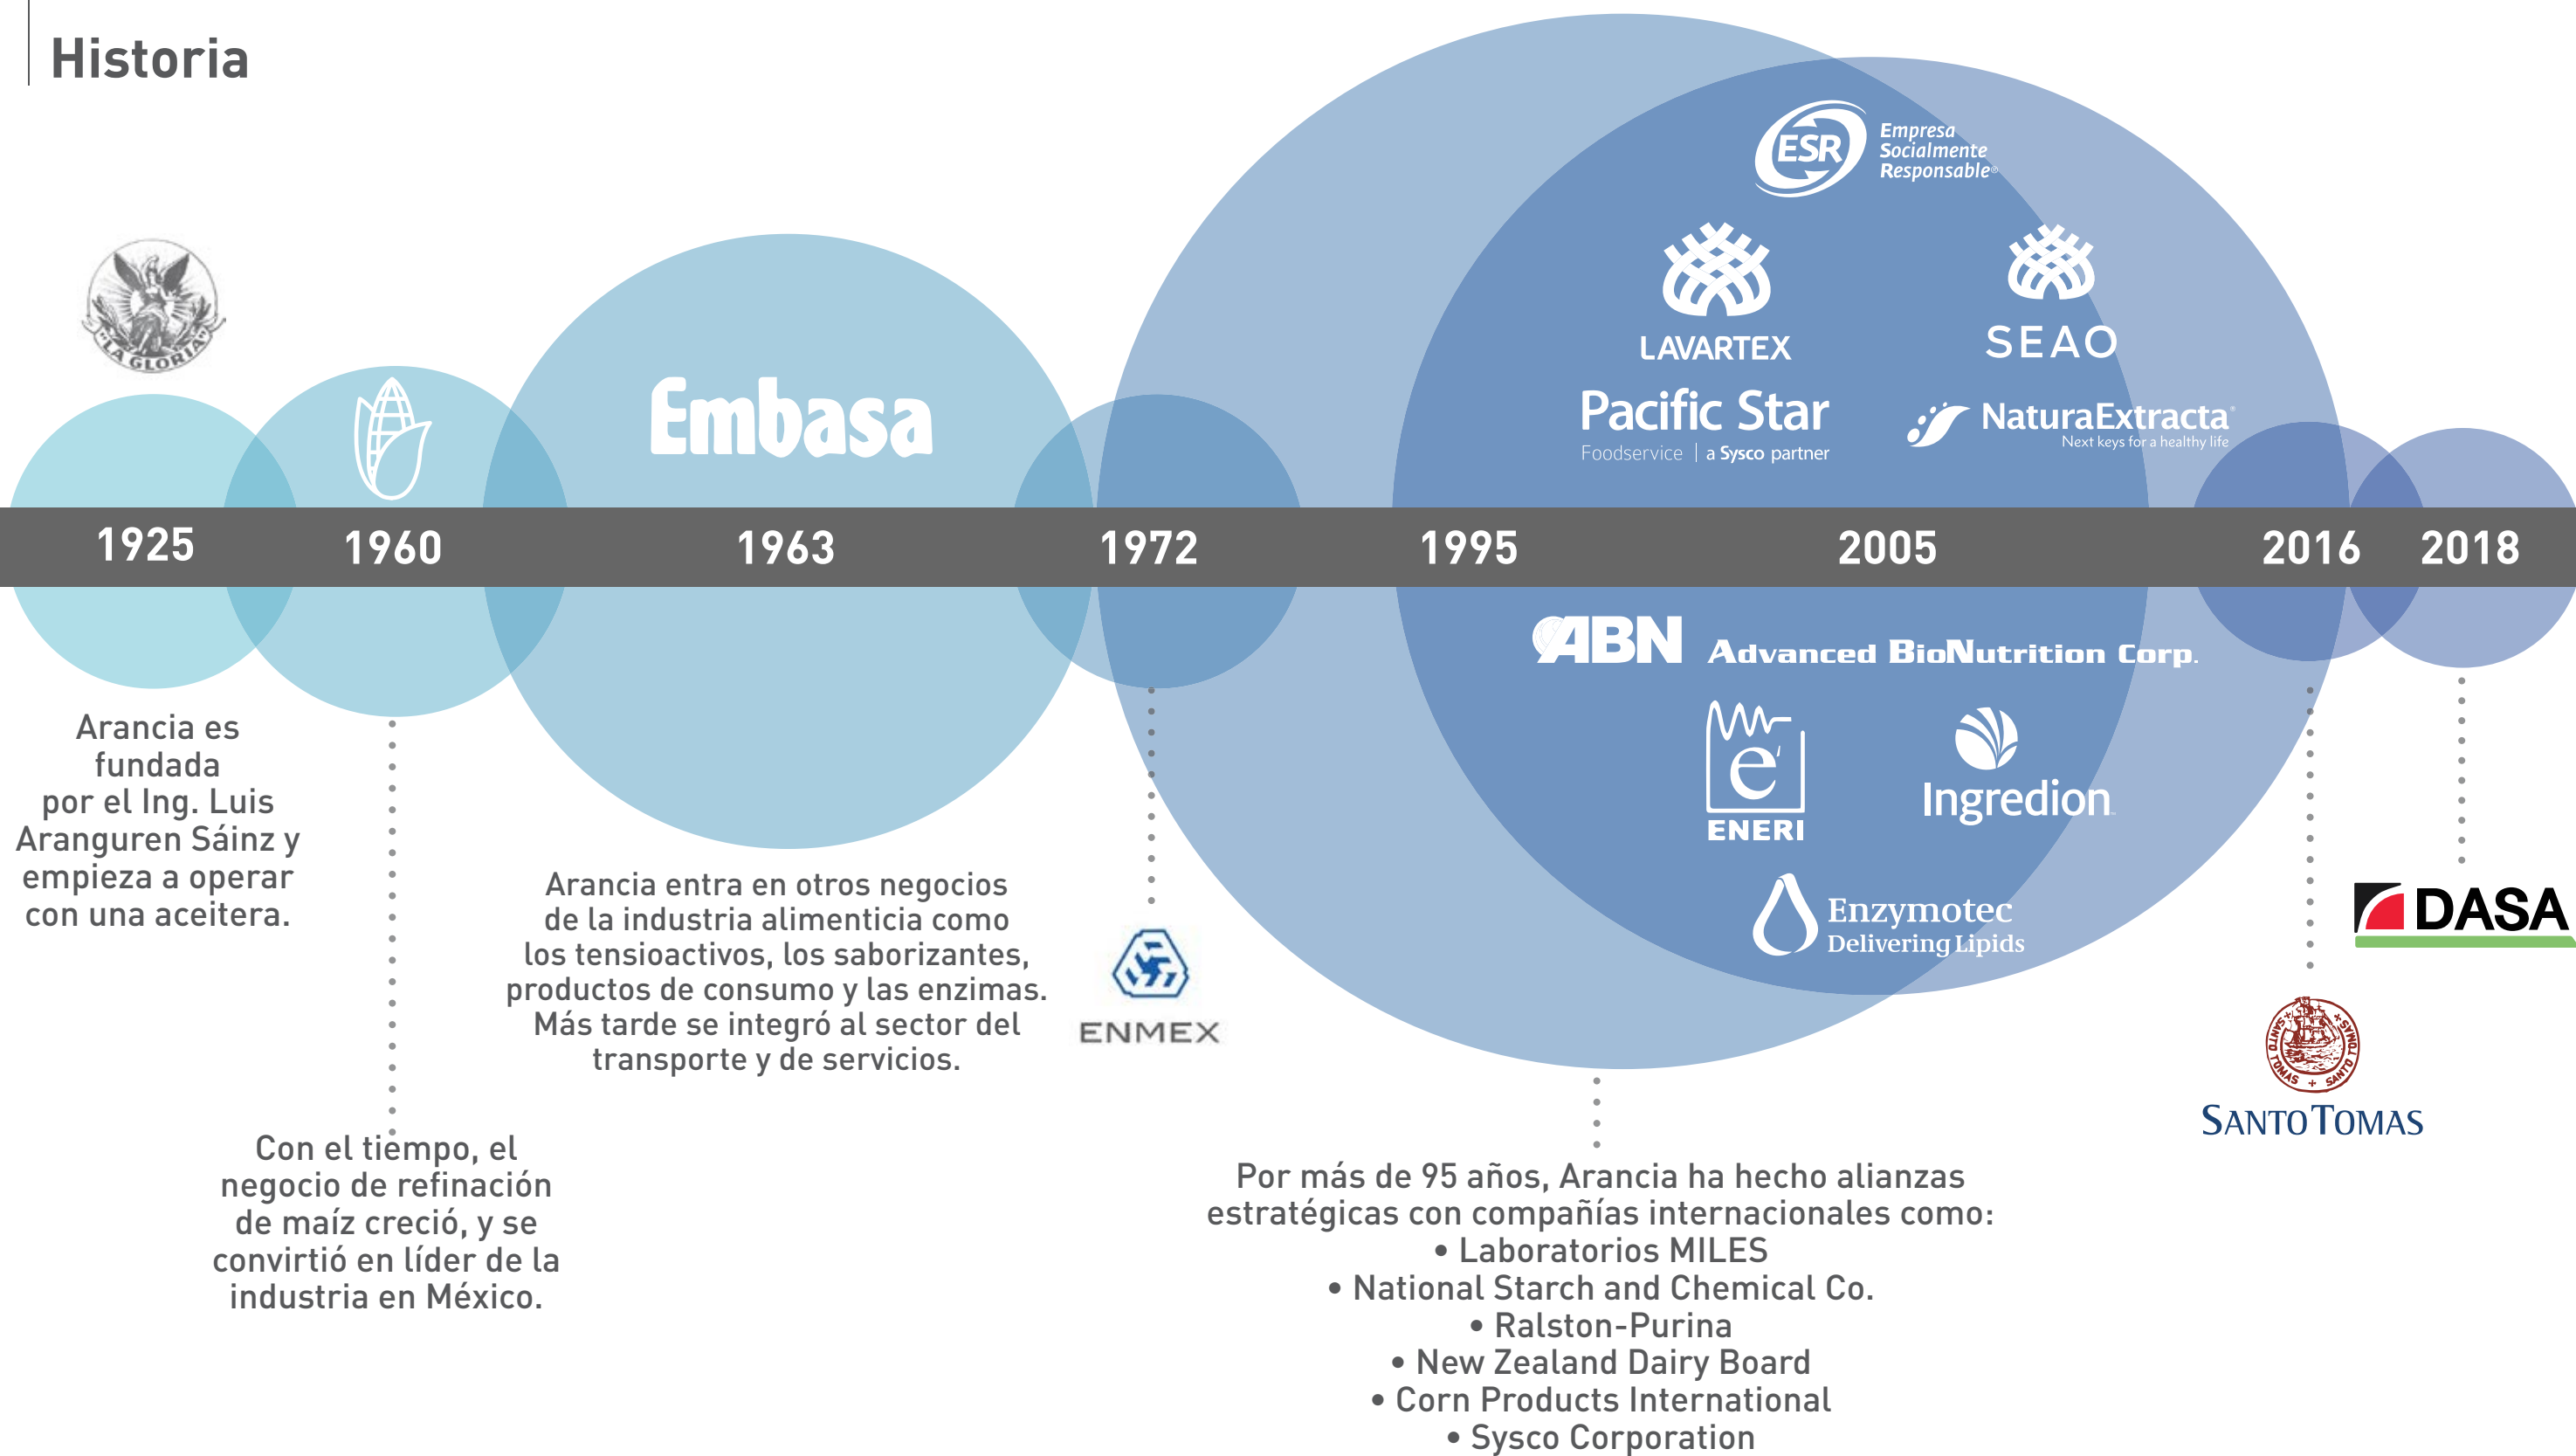 Historia
"LA GLORIA"
Embasa
ESR
Empresa
Socialmente
Responsable®
LAVARTEX
SEAO
Pacific Star
Foodservice | a Sysco partner
NaturaExtracta®
Next keys for a healthy life
1925
1960
1963
1972
1995
2005
2016
2018
Arancia es
fundada
por el Ing. Luis
Aranguren Sáinz y
empieza a operar
con una aceitera.
Con el tiempo, el
negocio de refinación
de maíz creció, y se
convirtió en líder de la
industria en México.
Arancia entra en otros negocios
de la industria alimenticia como
los tensioactivos, los saborizantes,
productos de consumo y las enzimas.
Más tarde se integró al sector del
transporte y de servicios.
ENMEX
ABN Advanced BioNutrition Corp.
e
ENERI
Ingredion
Enzymotec
Delivering Lipids
Por más de 95 años, Arancia ha hecho alianzas
estratégicas con compañías internacionales como:
• Laboratorios MILES
• National Starch and Chemical Co.
• Ralston-Purina
• New Zealand Dairy Board
• Corn Products International
• Sysco Corporation
SANTO TOMAS + SANTO TOMAS +
SANTO TOMAS
DASA